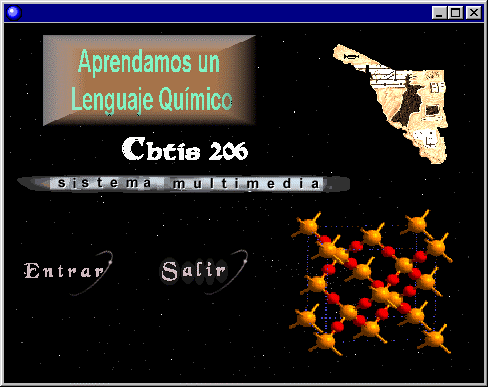 Aprendamos un
Lenguaje Químico
Cbtis 206
sistema multimedia
Entrar
Salir